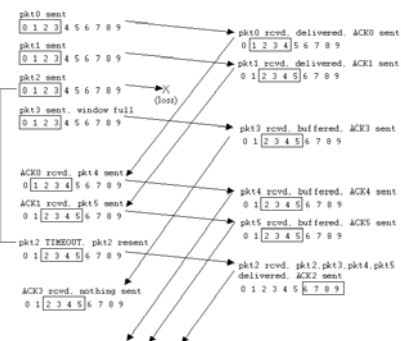 pkt0 sent
0 1 2 3 4 5 6 7 8 9
pkt1 sent
0 1 2 3 4 5 6 7 8 9
pkt2 sent
0 1 2 3 4 5 6 7 8 9
X
(loss)
pkt3 sent, window full
0 1 2 3 4 5 6 7 8 9
ACK0 rcvd, pkt4 sent
0 1 2 3 4 5 6 7 8 9
ACK1 rcvd, pkt5 sent
0 1 2 3 4 5 6 7 8 9
pkt2 TIMEOUT, pkt2 resent
0 1 2 3 4 5 6 7 8 9
ACK3 rcvd, nothing sent
0 1 2 3 4 5 6 7 8 9
pkt0 rcvd, delivered, ACK0 sent
0 1 2 3 4 5 6 7 8 9
pkt1 rcvd, delivered, ACK1 sent
0 1 2 3 4 5 6 7 8 9
pkt3 rcvd, buffered, ACK3 sent
0 1 2 3 4 5 6 7 8 9
pkt4 rcvd, buffered, ACK4 sent
0 1 2 3 4 5 6 7 8 9
pkt5 rcvd, buffered, ACK5 sent
0 1 2 3 4 5 6 7 8 9
pkt2 rcvd, pkt2,pkt3,pkt4,pkt5
delivered, ACK2 sent
0 1 2 3 4 5 6 7 8 9